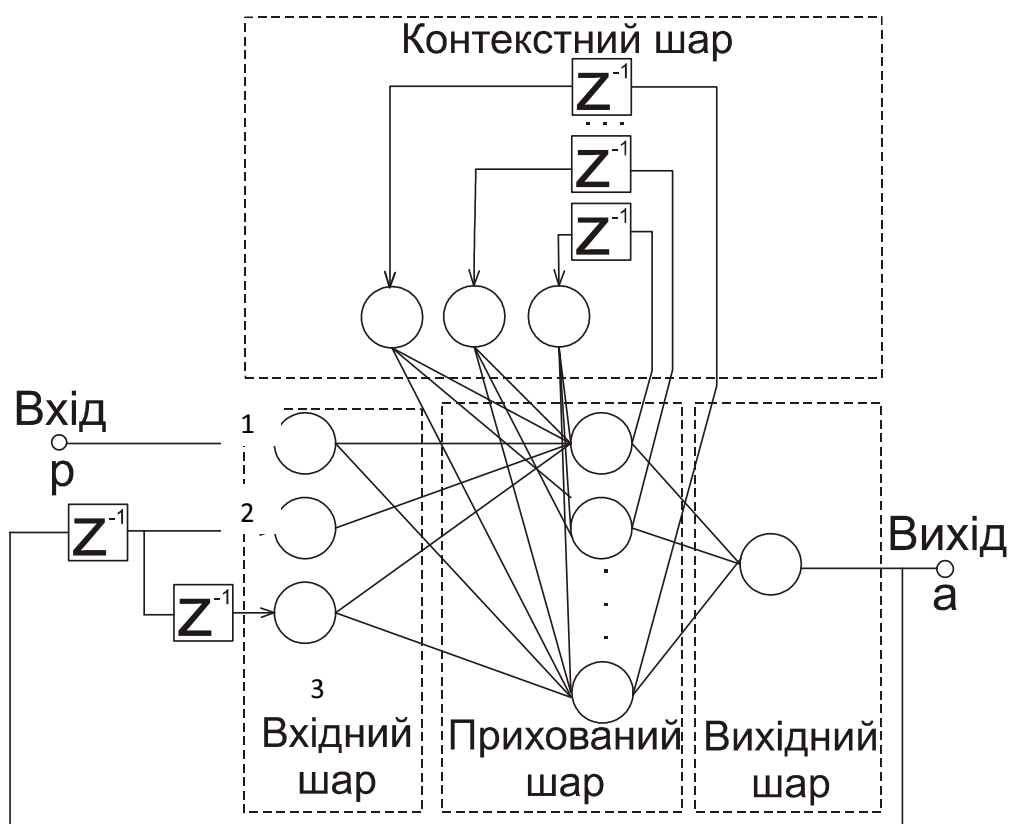 Контекстний шар
Z⁻¹
. . .
Z⁻¹
Z⁻¹
Вхід
p
1
2
3
Z⁻¹
Z⁻¹
Вихід
a
Вхідний
шар
Прихований
шар
Вихідний
шар